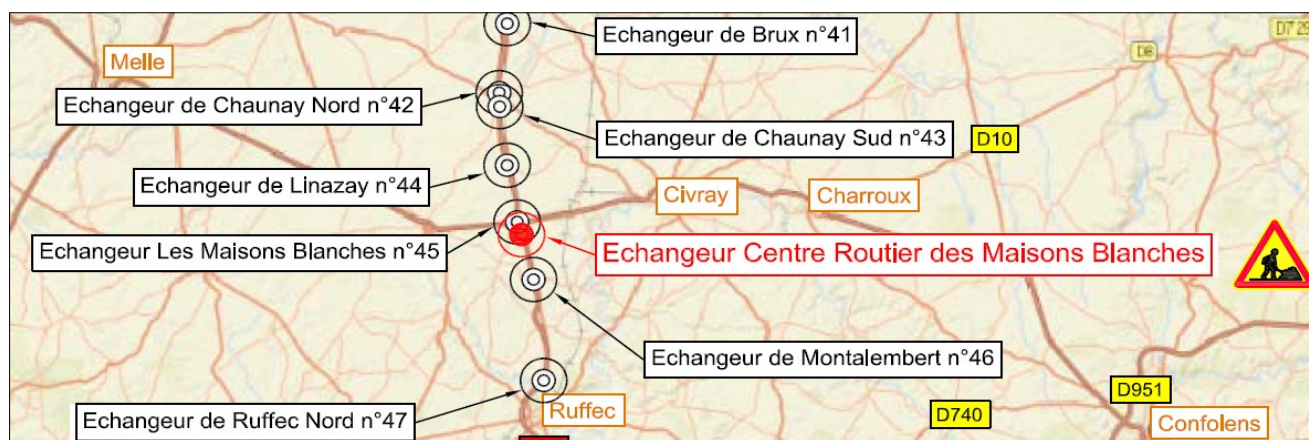 Echangeur de Brux n°41
D8
Melle
Echangeur de Chaunay Nord n°42
Echangeur de Chaunay Sud n°43
D10
Echangeur de Linazay n°44
Civray
Charroux
Echangeur Les Maisons Blanches n°45
Echangeur Centre Routier des Maisons Blanches
Echangeur de Montalembert n°46
Echangeur de Ruffec Nord n°47
Ruffec
D740
D951
Confolens